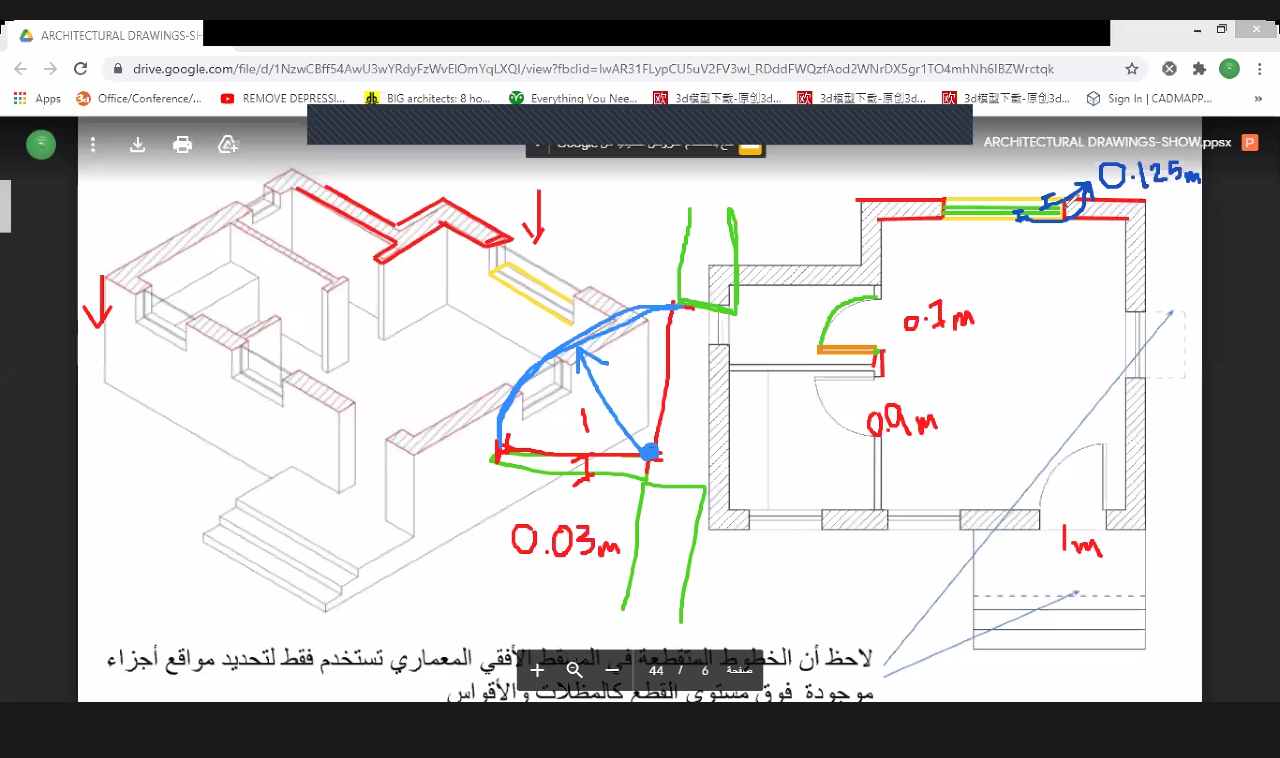 ARCHITECTURAL DRAWINGS-SH
drive.google.com/file/d/1NzwCBff54AwU3wYRdyFzWvElOmYqLXQI/view?fbclid=IwAR31FLypCU5uV2FV3wI_RDddFWQzfAod2WNrDX5gr1TO4mhNh6IBZWrctqk
Apps Office/Conference/... REMOVE DEPRESSI... BIG architects: 8 ho... Everything You Nee... 3d模型下载-原创3d... 3d模型下载-原创3d... 3d模型下载-原创3d... Sign In | CADMAPP... »
ARCHITECTURAL DRAWINGS-SHOW.ppsx
0.125m
0.1m
0.9m
1
0.03m
1m
لاحظ أن الخطوط المتقطعة في المسقط الأفقي المعماري تستخدم فقط لتحديد مواقع أجزاء
صفحة 6 / 44
موجودة فوق مستوى القطع كالمظلات والأقواس